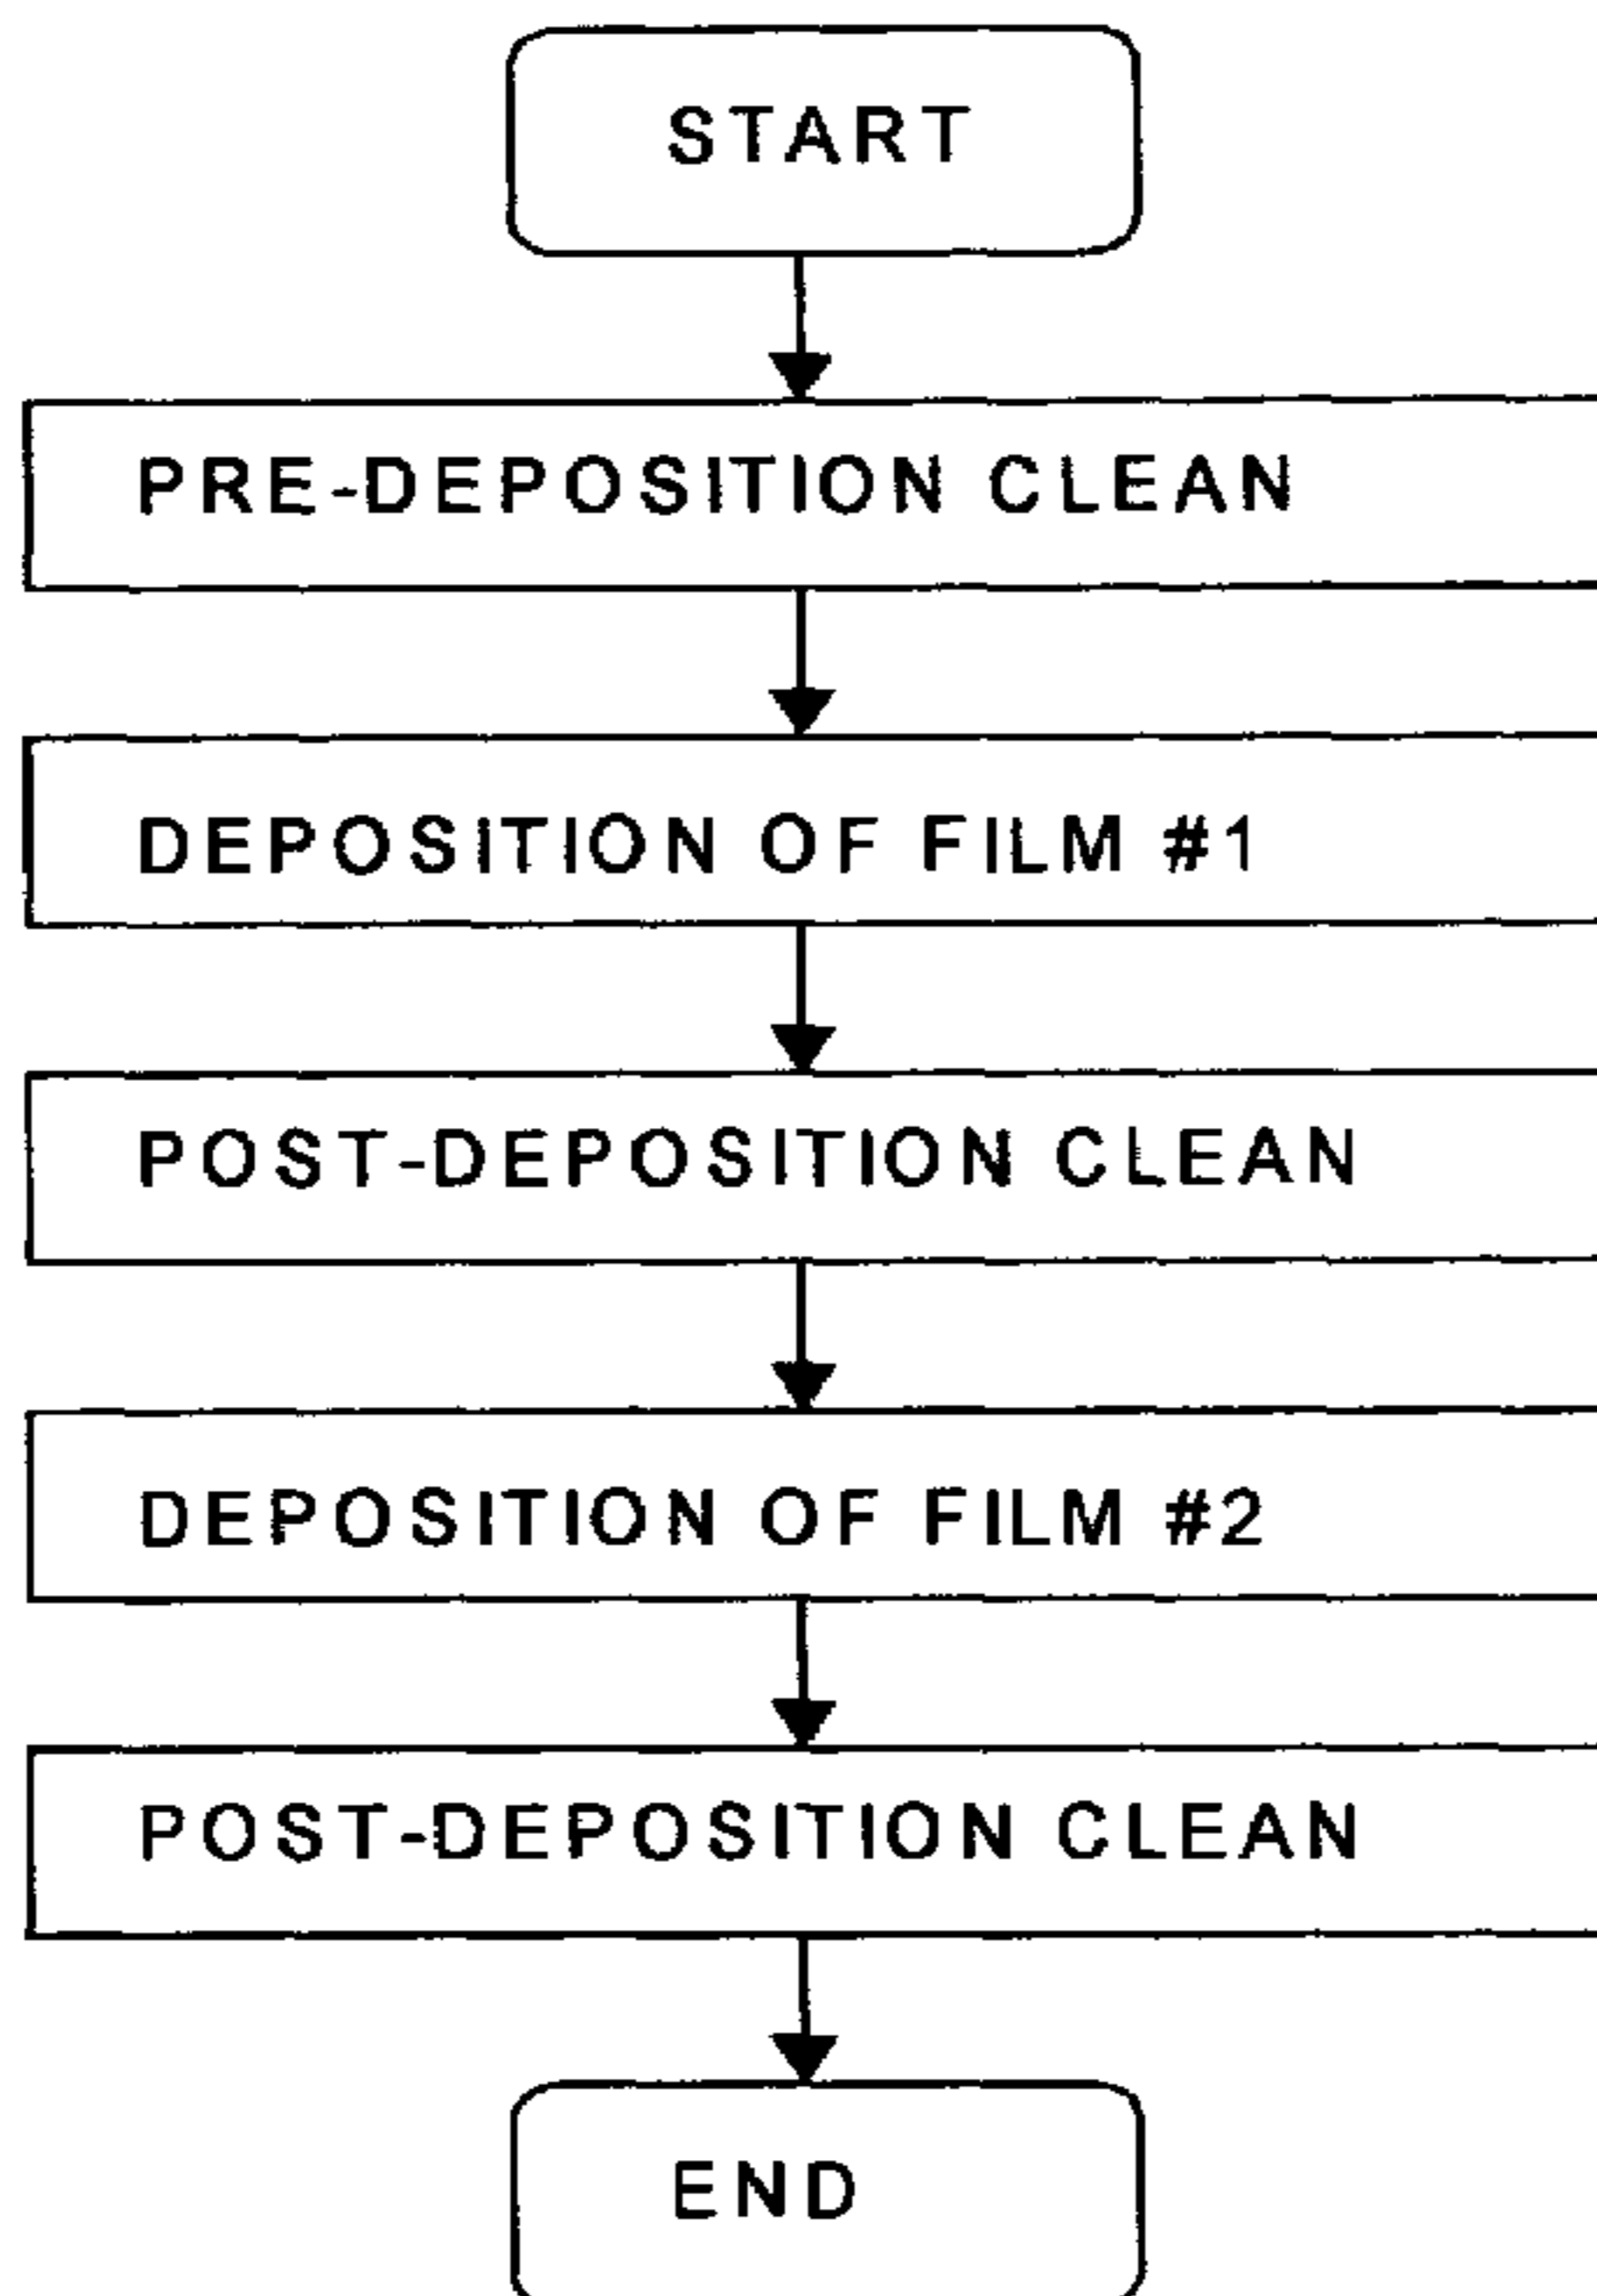 START
PRE-DEPOSITION CLEAN
DEPOSITION OF FILM #1
POST-DEPOSITION CLEAN
DEPOSITION OF FILM #2
POST-DEPOSITION CLEAN
END